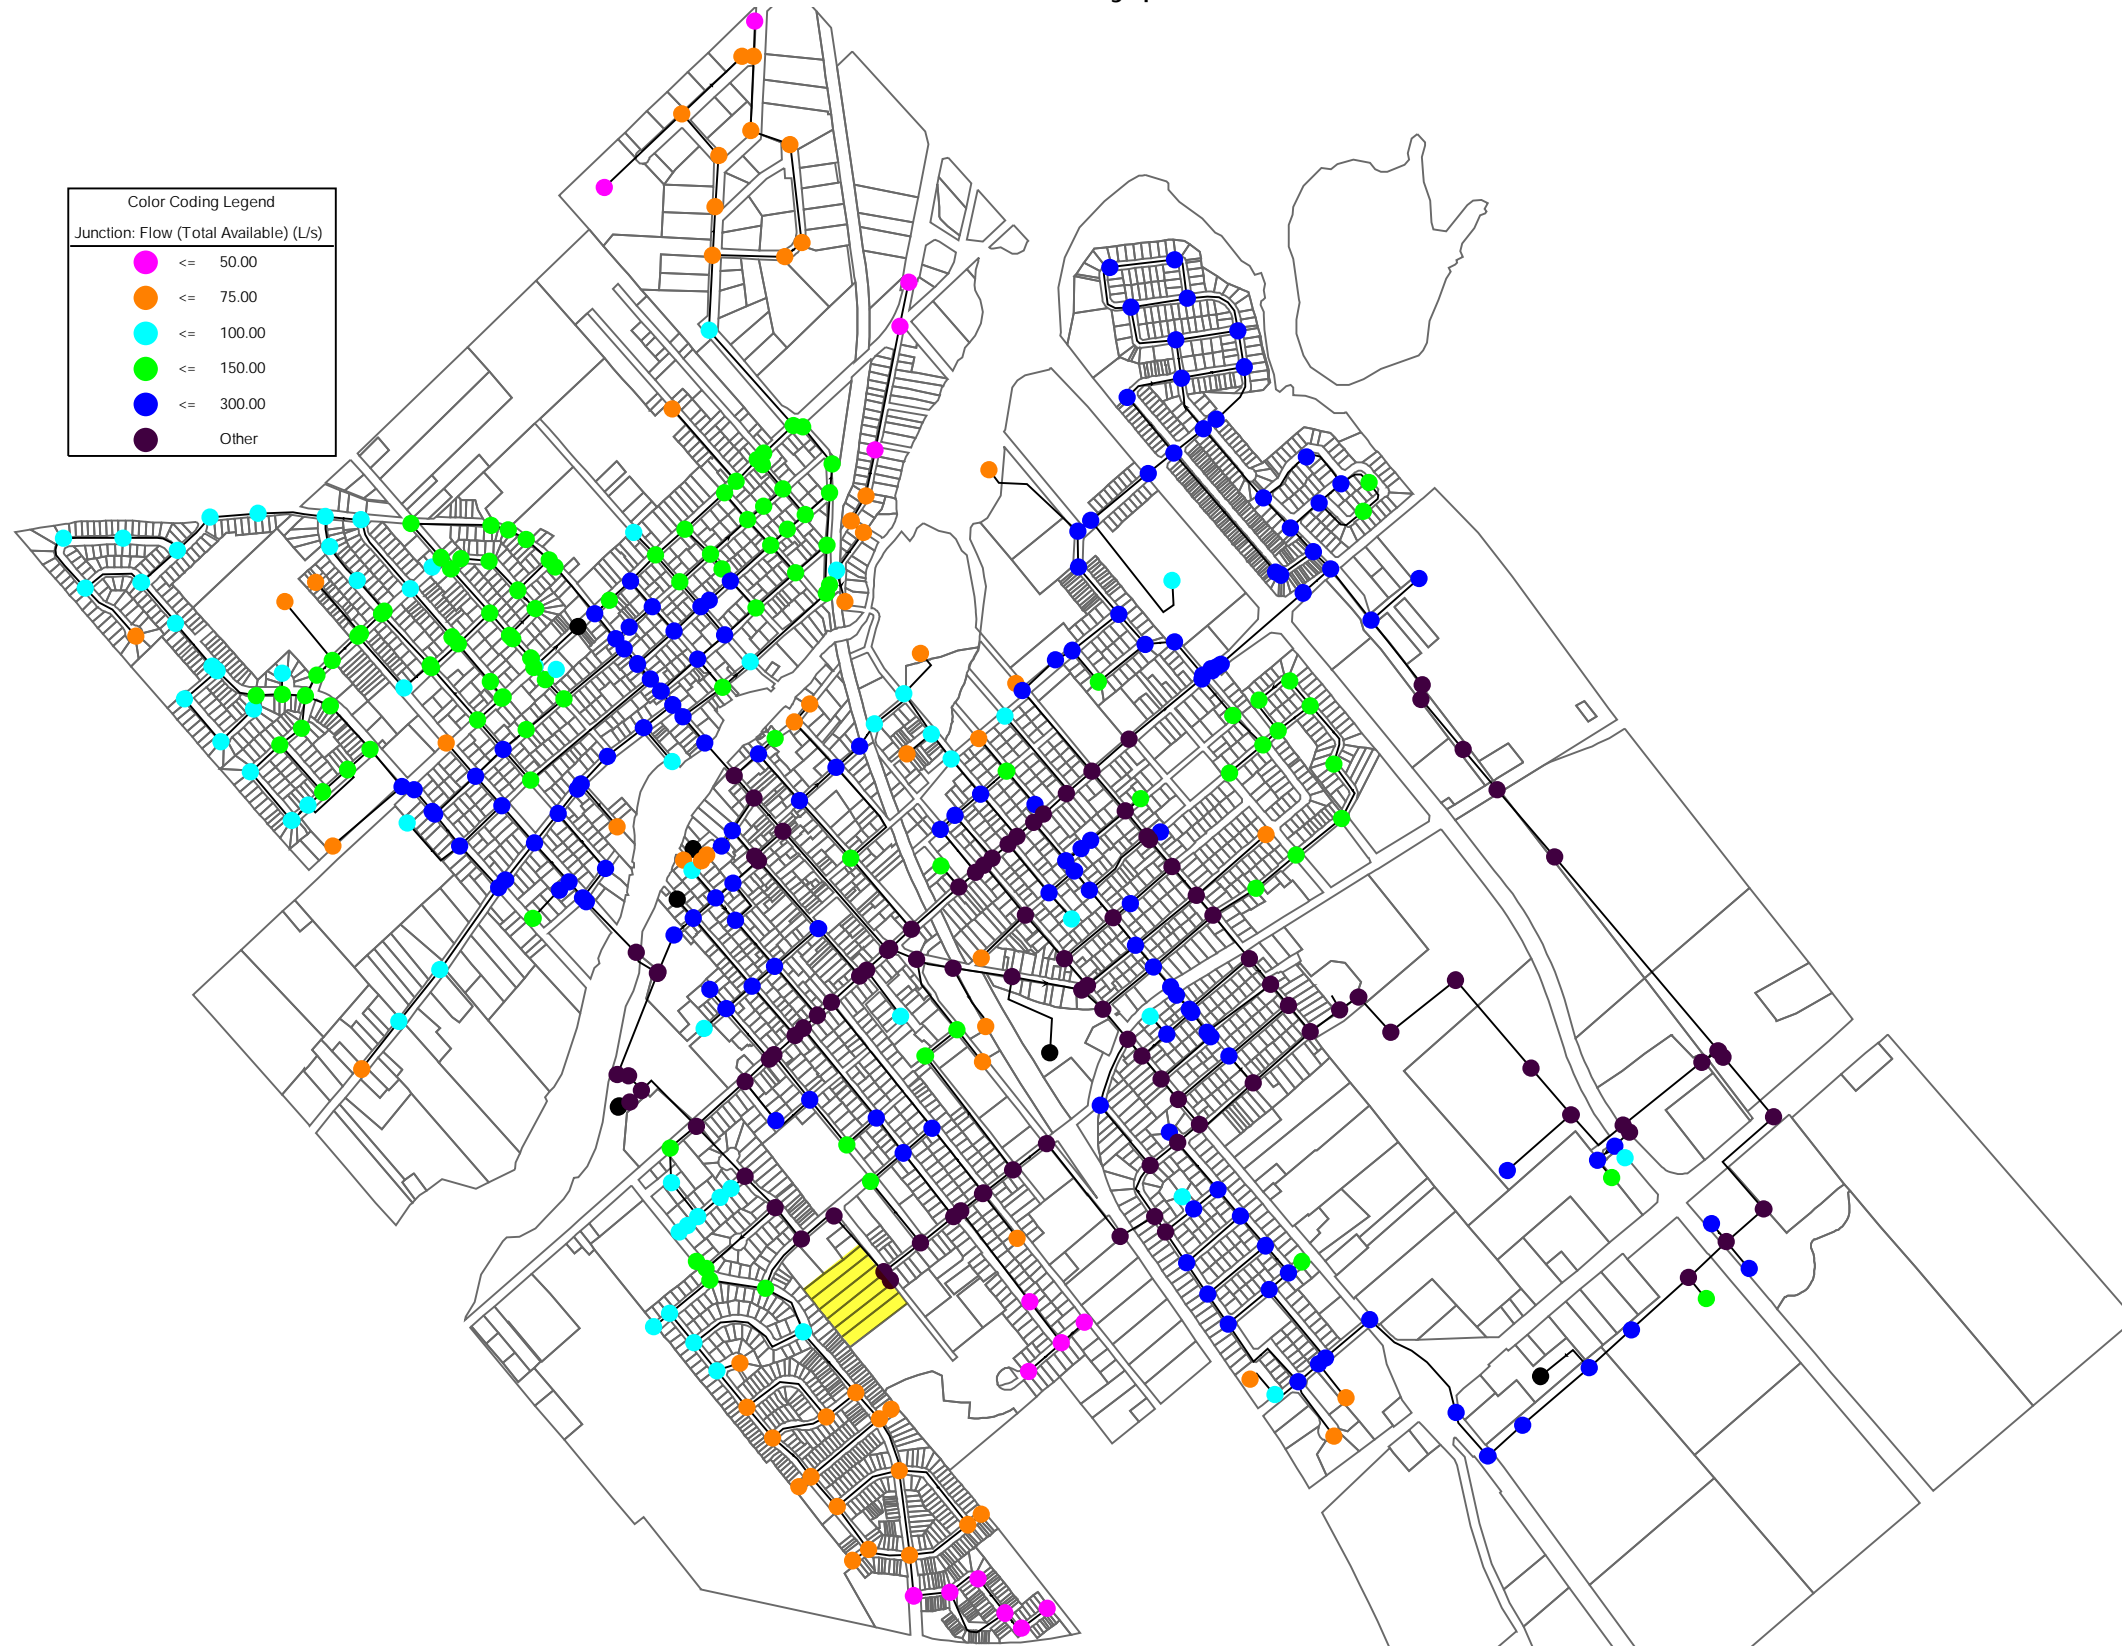 Color Coding Legend
Junction: Flow (Total Available) (L/s)
<= 50.00
<= 75.00
<= 100.00
<= 150.00
<= 300.00
Other